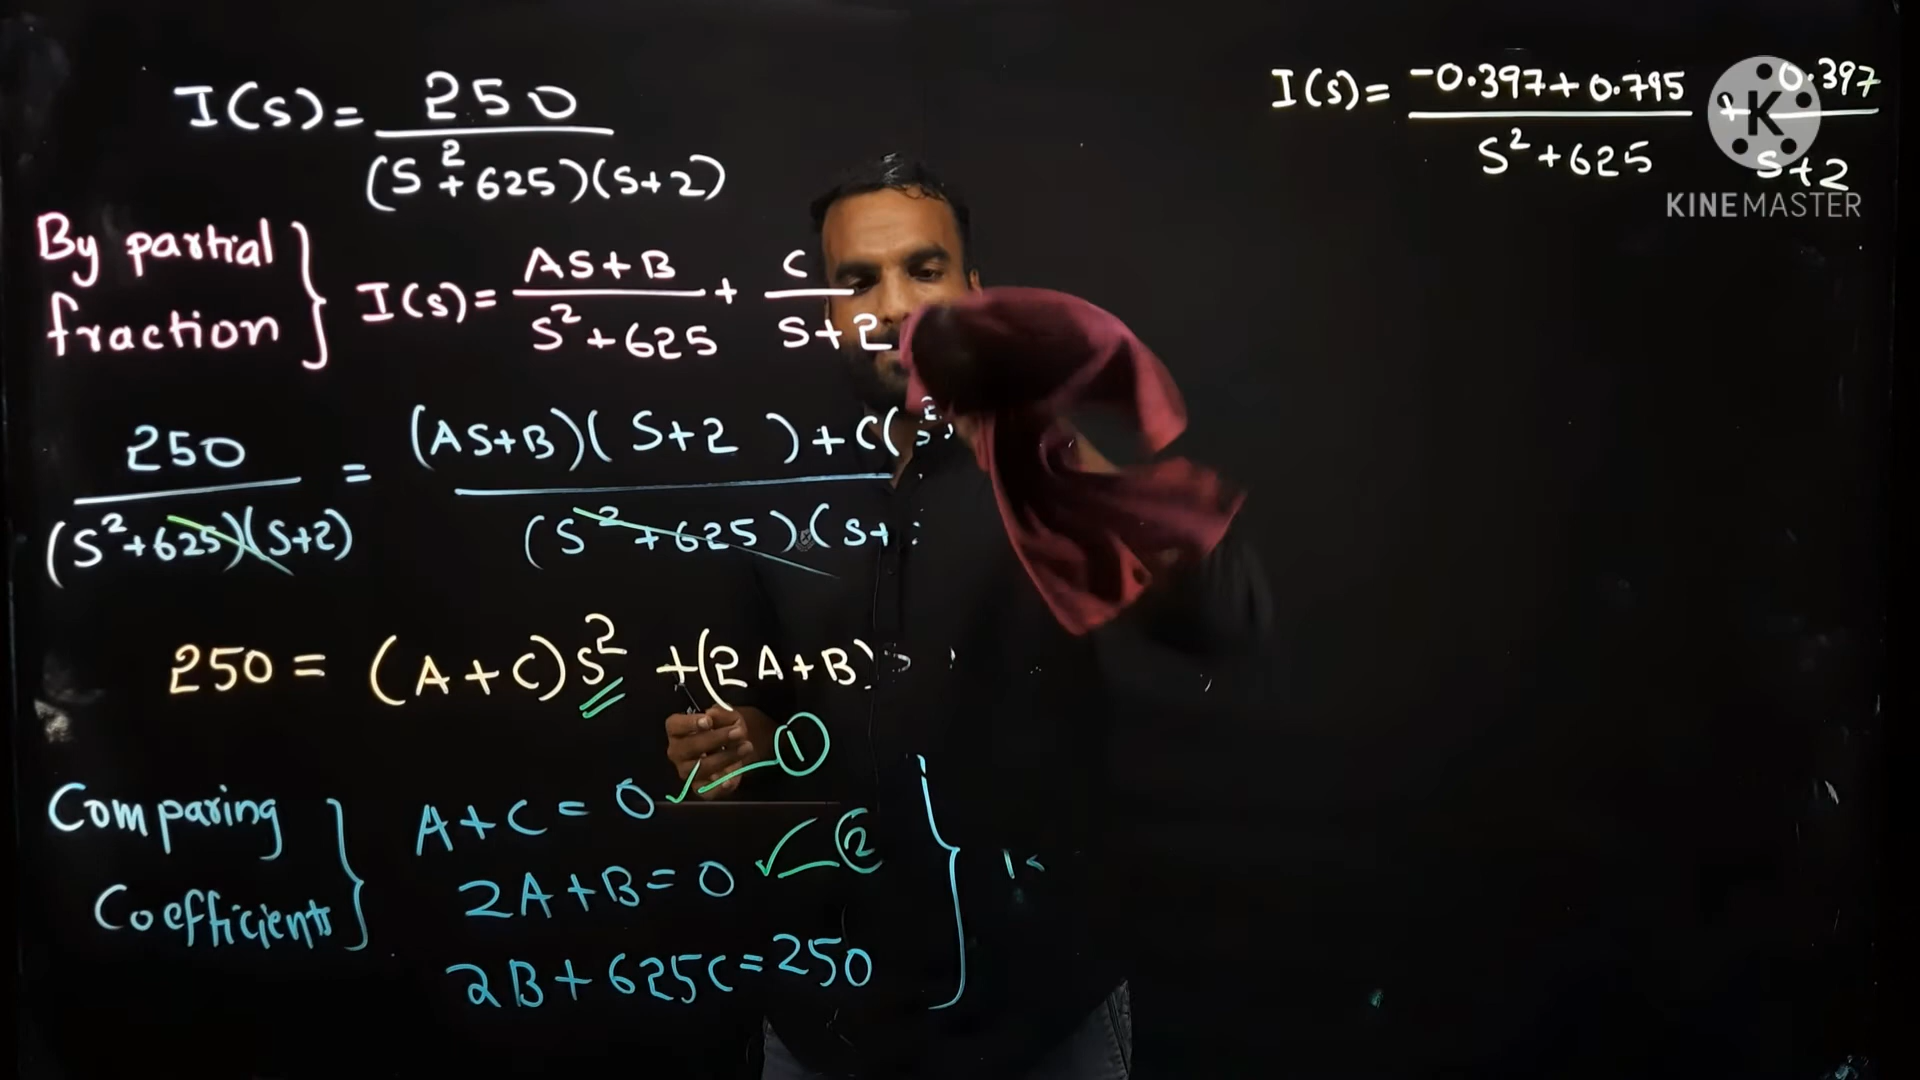 I(s) = 250
(S²+625)(S+2)
By partial
fraction
I(s) = AS+B + C
S²+625 S+2
250 = (AS+B)(S+2 ) + C(
(S²+625)(S+2) (S²+625)(S+
250 = (A+C)S² + (2A+B)
Comparing
Coefficients
A+C = 0 1
2A+B = 0 2
2B+625C = 250
I(s) = -0.397+0.795 + 0.397
S²+625 S+2
K
KINEMASTER